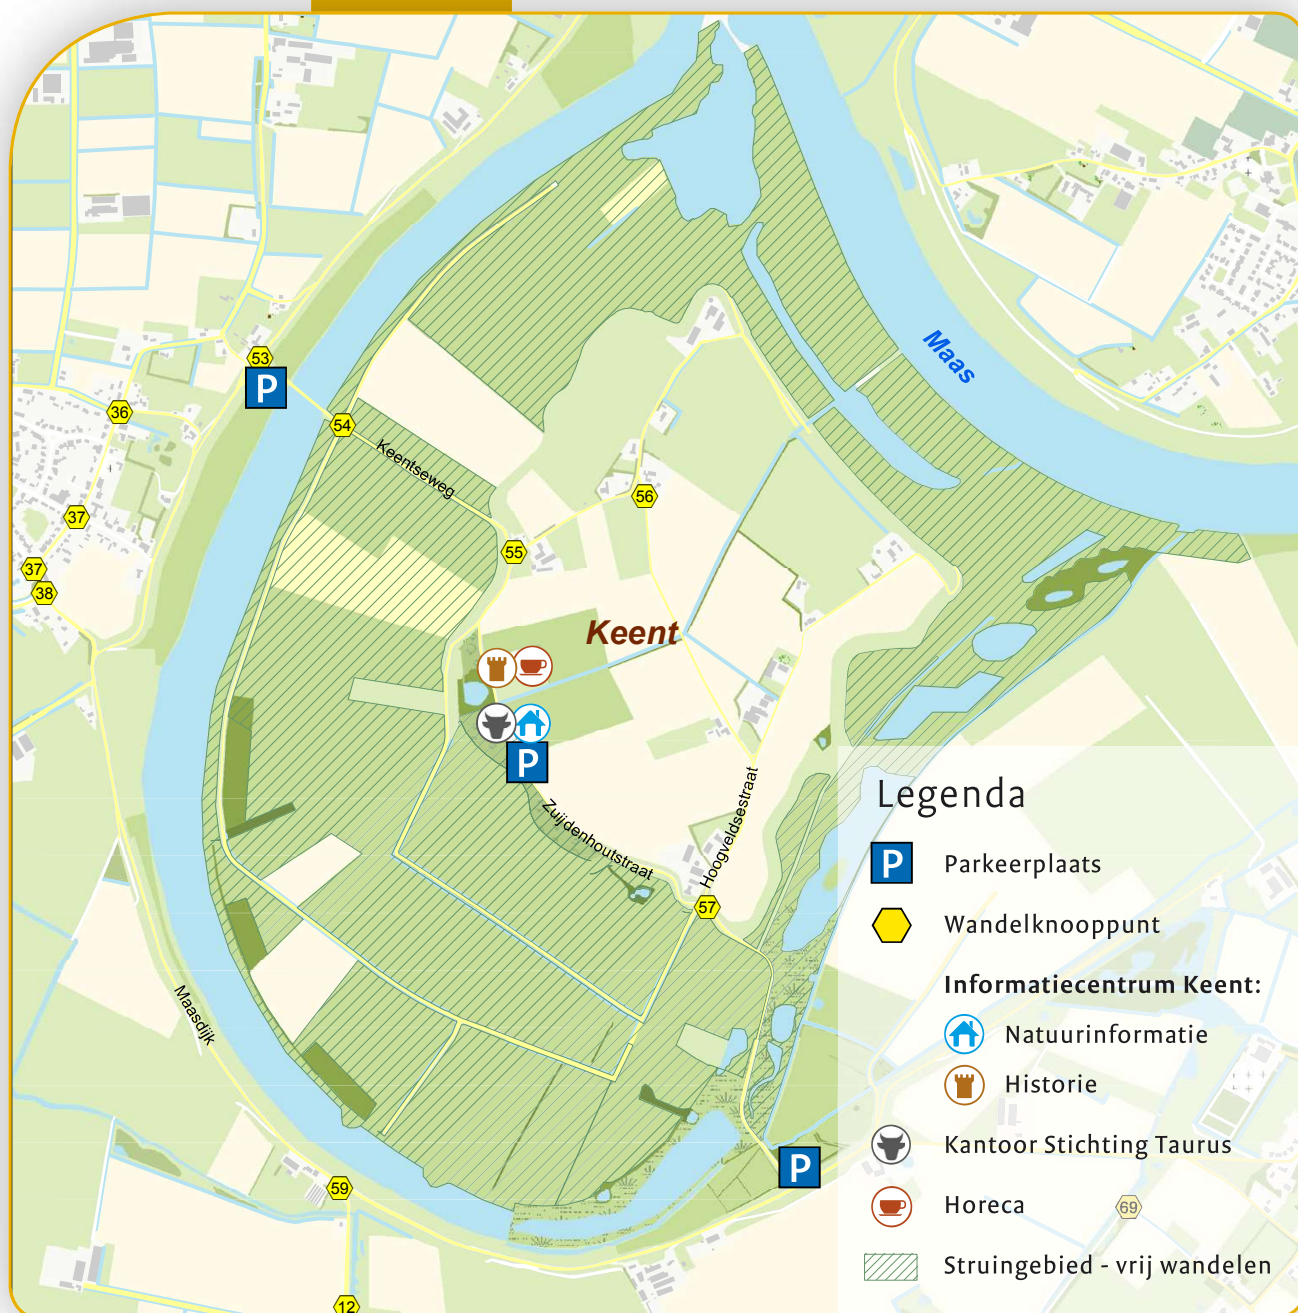 Maas
53
P
36
54
Keentseweg
37
56
55
37
38
Keent
P
Zuijdenhoutstraat
Hoogveldsestraat
57
Maasdijk
P
59
12
Legenda
P Parkeerplaats
Wandelknooppunt
Informatiecentrum Keent:
Natuurinformatie
Historie
Kantoor Stichting Taurus
Horeca
69
Struingebied - vrij wandelen